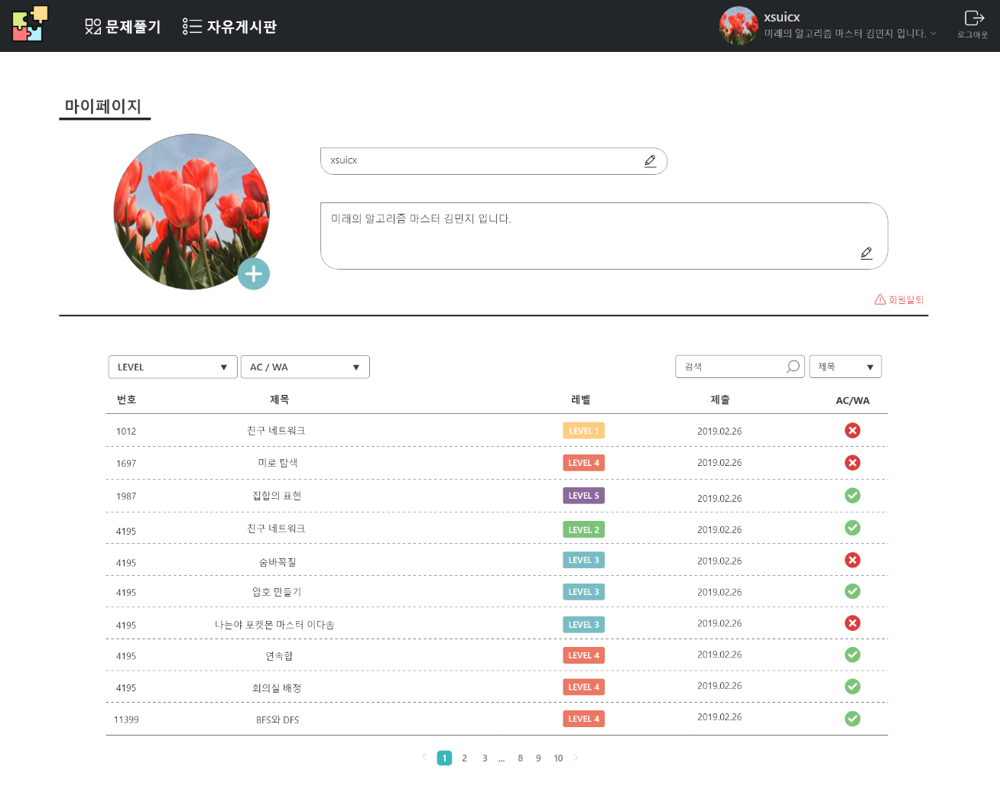 문제풀기 자유게시판 xsuicx
미래의 알고리즘 마스터 김민지 입니다. 로그아웃
마이페이지
xsuicx
미래의 알고리즘 마스터 김민지 입니다.
회원탈퇴
LEVEL AC / WA 검색 제목
번호 제목 레벨 제출 AC/WA
1012 친구 네트워크 LEVEL 1 2019.02.26
1697 미로 탐색 LEVEL 4 2019.02.26
1987 집합의 표현 LEVEL 5 2019.02.26
4195 친구 네트워크 LEVEL 2 2019.02.26
4195 숨바꼭질 LEVEL 3 2019.02.26
4195 암호 만들기 LEVEL 3 2019.02.26
4195 나는야 포켓몬 마스터 이다솜 LEVEL 3 2019.02.26
4195 연속합 LEVEL 4 2019.02.26
4195 회의실 배정 LEVEL 4 2019.02.26
11399 BFS와 DFS LEVEL 4 2019.02.26
1 2 3 ... 8 9 10